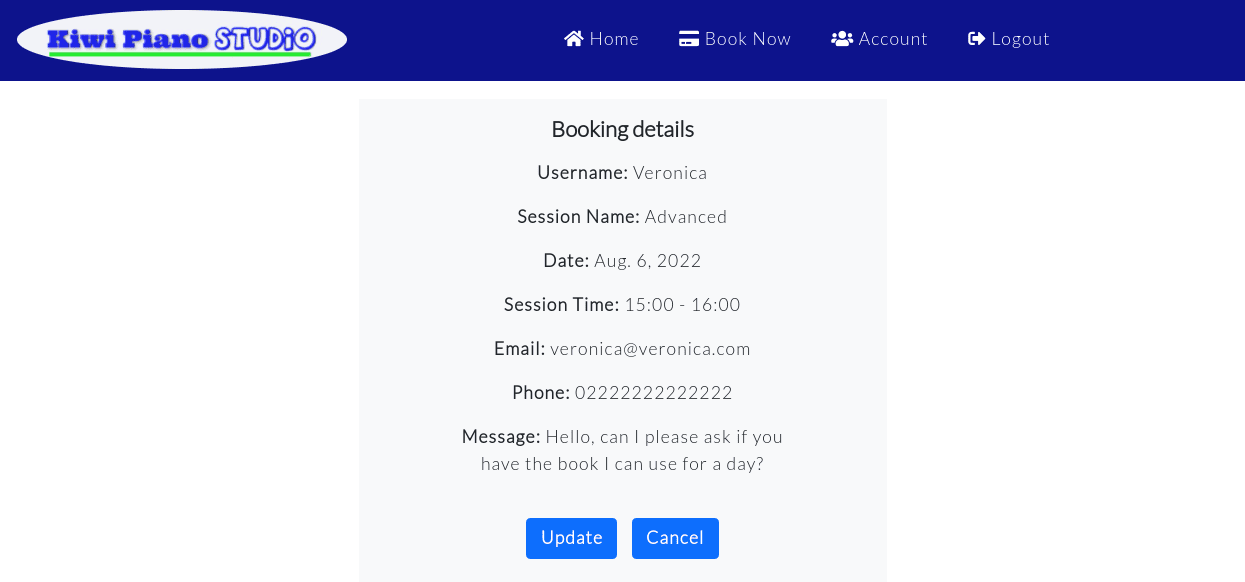 Kiwi Piano STUDiO
Home
Book Now
Account
Logout
Booking details
Username: Veronica
Session Name: Advanced
Date: Aug. 6, 2022
Session Time: 15:00 - 16:00
Email: veronica@veronica.com
Phone: 02222222222222
Message: Hello, can I please ask if you
have the book I can use for a day?
Update
Cancel